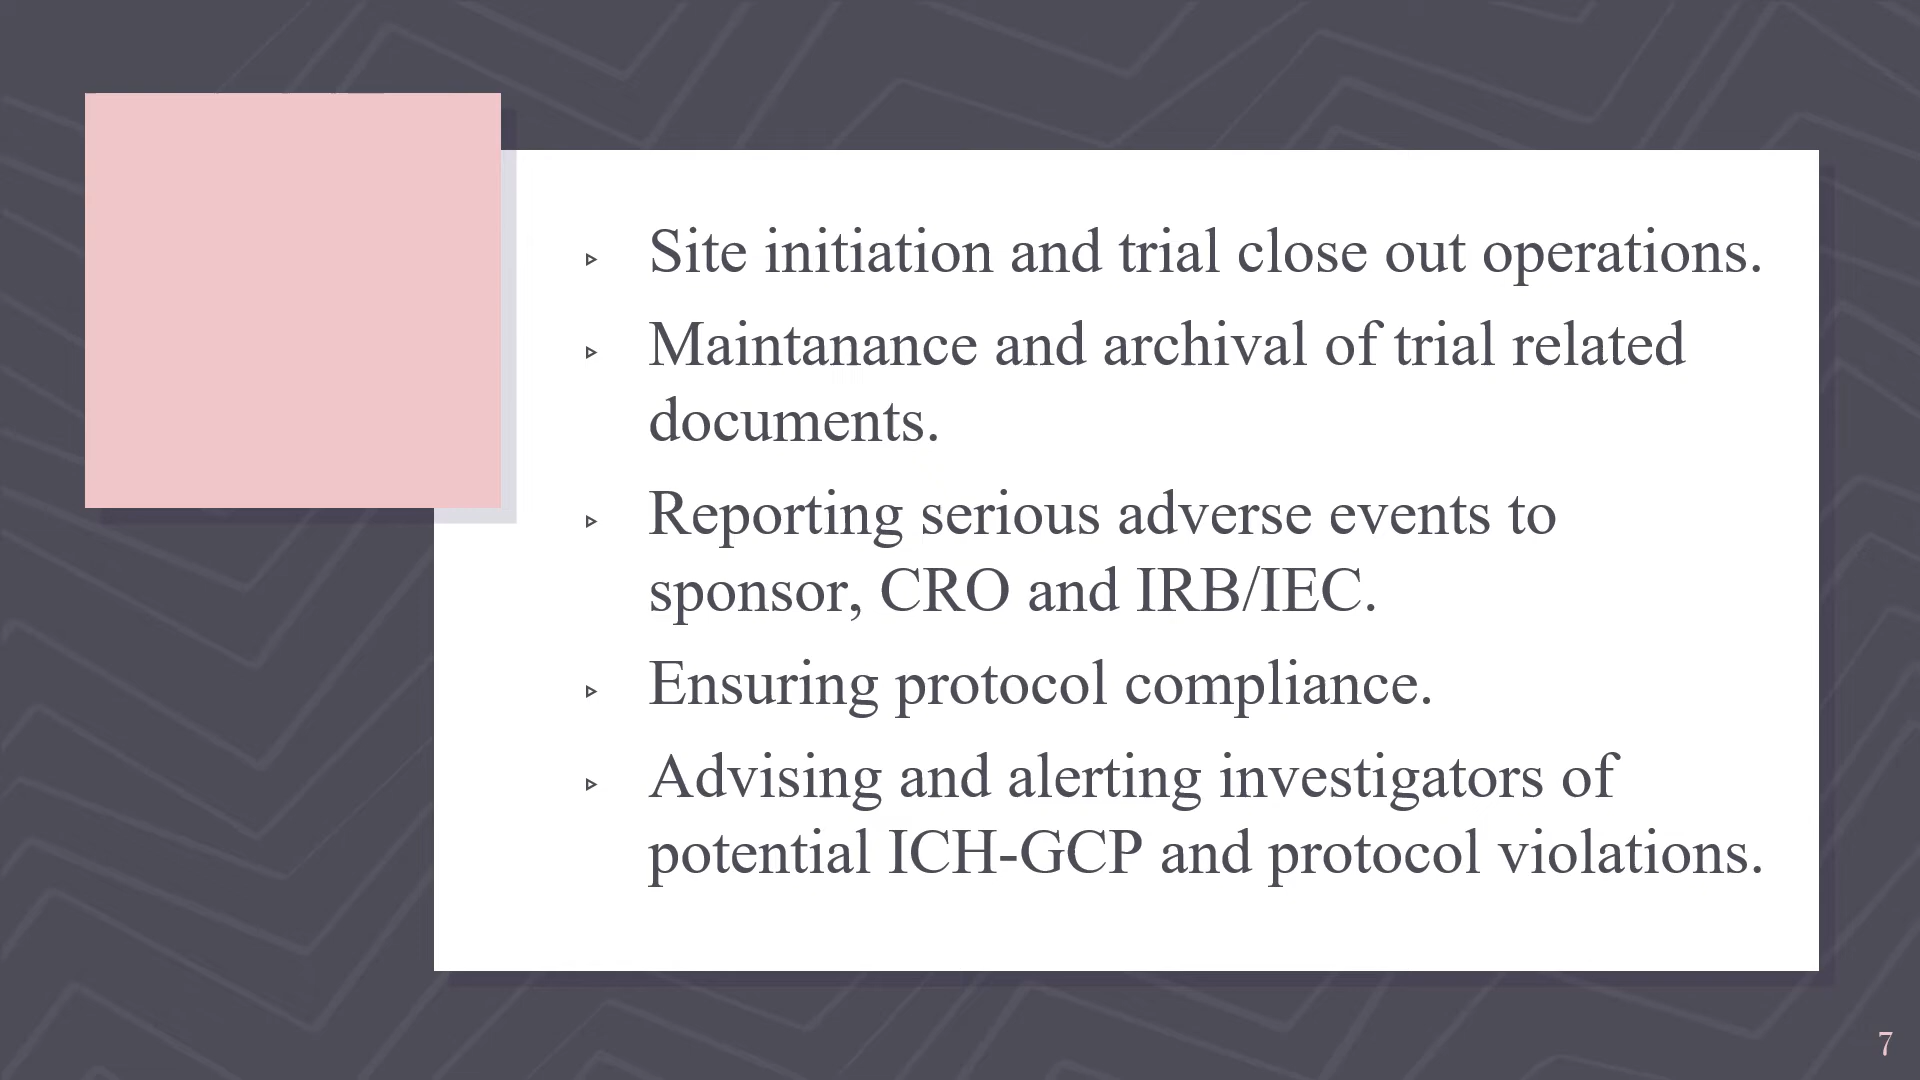 ▹ Site initiation and trial close out operations.
▹ Maintanance and archival of trial related
documents.
▹ Reporting serious adverse events to
sponsor, CRO and IRB/IEC.
▹ Ensuring protocol compliance.
▹ Advising and alerting investigators of
potential ICH-GCP and protocol violations.
7